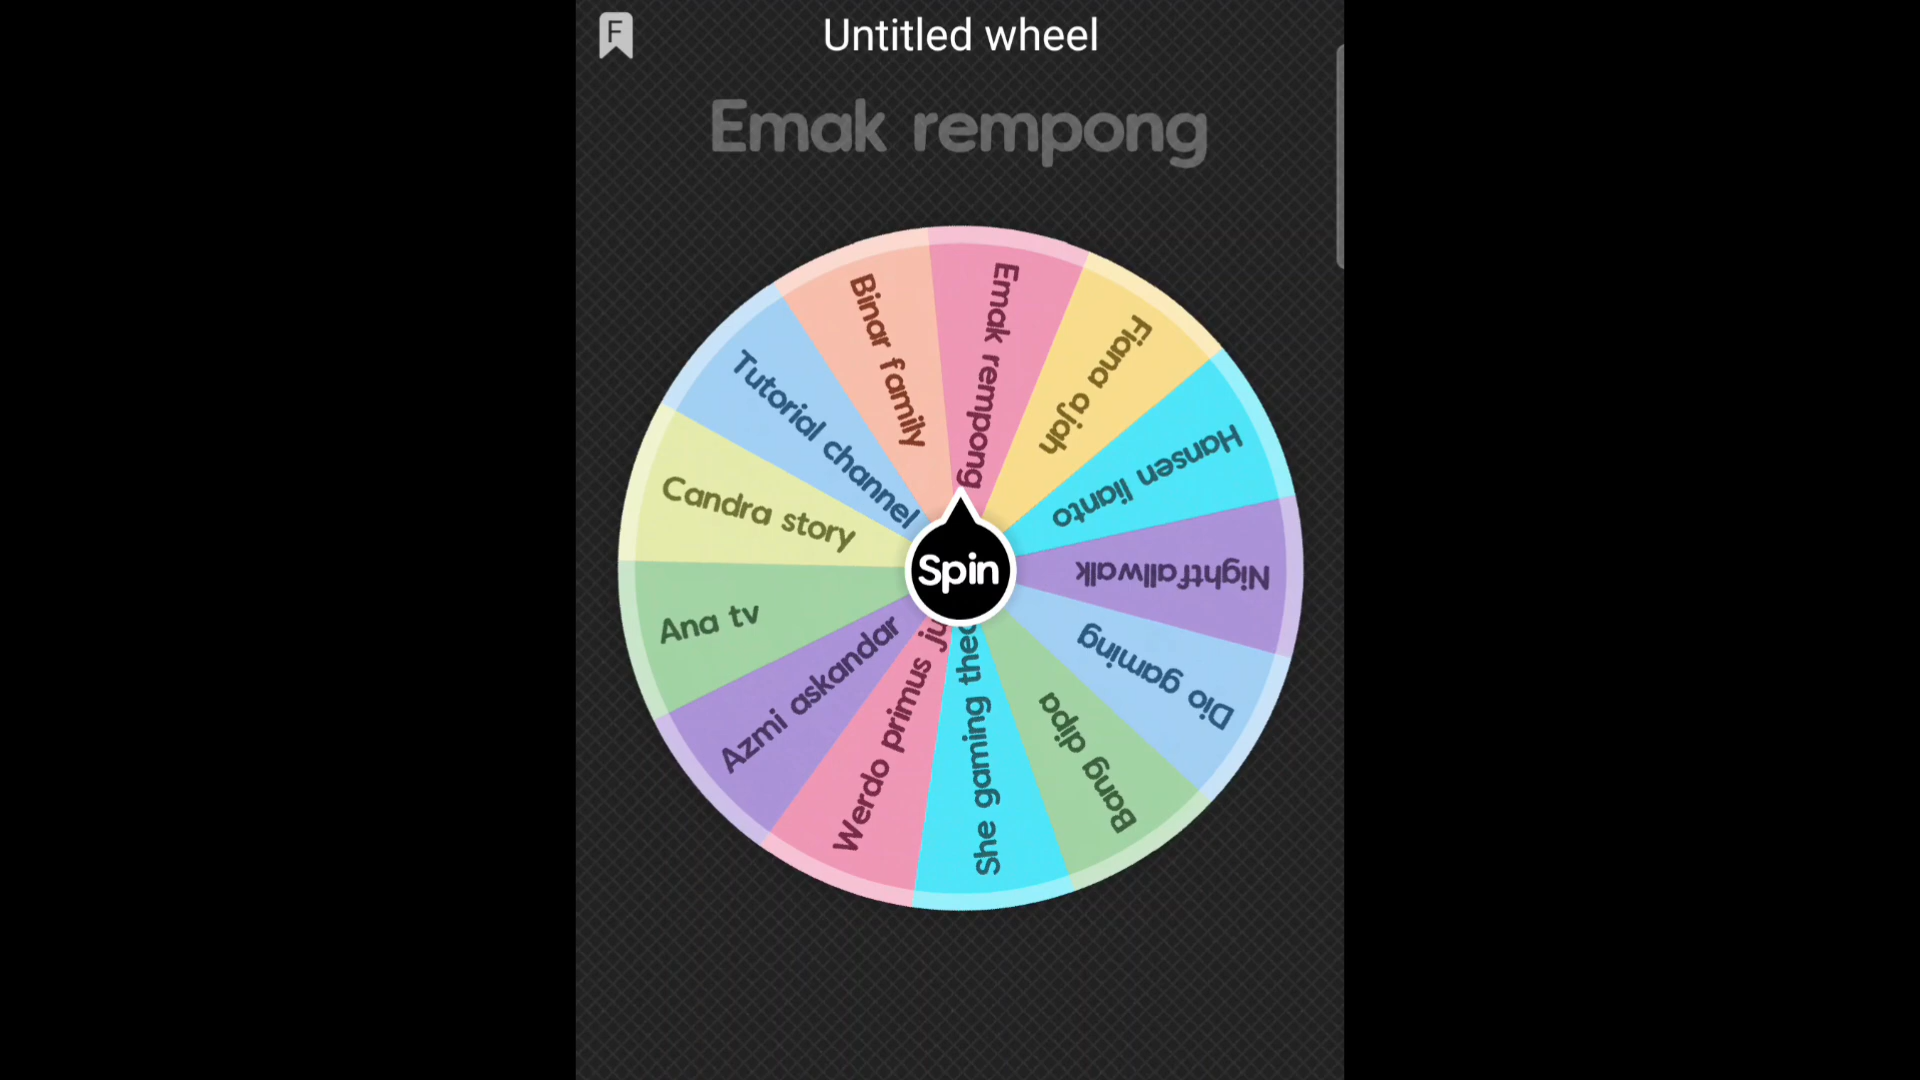 F
Untitled wheel
Emak rempong
Emak rempong
Fiana ajah
Hansen lianto
Nightfallwalk
Dio gaming
Bang dipa
She gaming
Werdo primus
Azmi askandar
Ana tv
Candra story
Tutorial channel
Binar family
Spin